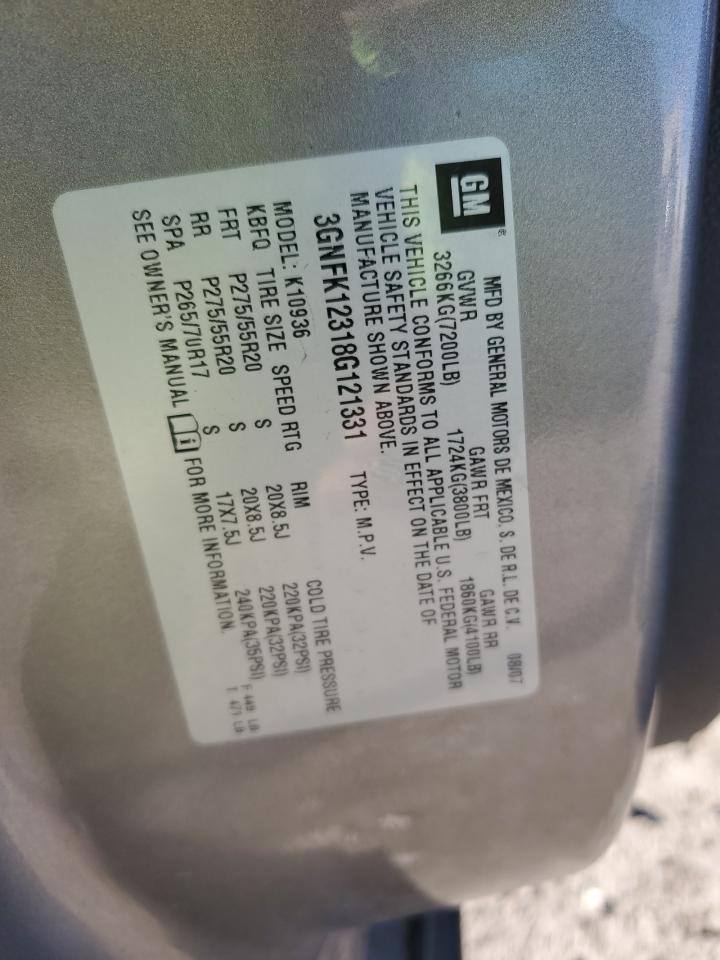 GM MFD BY GENERAL MOTORS DE MEXICO, S. DE R.L. DE C.V. 08/07
GVWR GAWR FRT GAWR RR
3266KG(7200LB) 1724KG(3800LB) 1860KG(4100LB)
THIS VEHICLE CONFORMS TO ALL APPLICABLE U.S. FEDERAL MOTOR
VEHICLE SAFETY STANDARDS IN EFFECT ON THE DATE OF
MANUFACTURE SHOWN ABOVE.
3GNFK12318G121331 TYPE: M.P.V.
MODEL: K10936 COLD TIRE PRESSURE
KBFQ TIRE SIZE SPEED RTG RIM
FRT P275/55R20 S 20X8.5J 220KPA(32PSI)
RR P275/55R20 S 20X8.5J 220KPA(32PSI)
SPA P265/70R17 17X7.5J 240KPA(35PSI)
SEE OWNER'S MANUAL i FOR MORE INFORMATION.